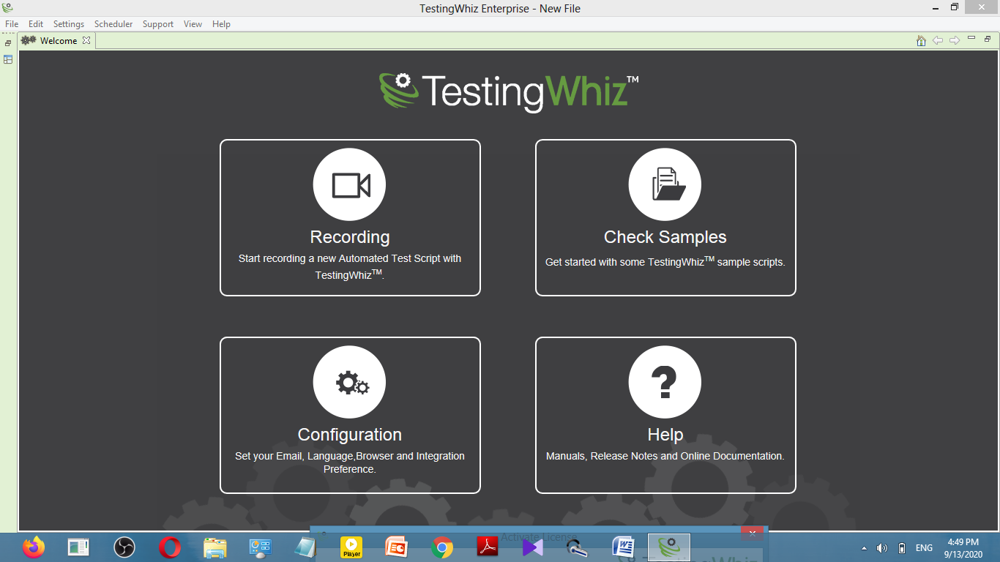 TestingWhiz Enterprise - New File
File Edit Settings Scheduler Support View Help
Welcome
TestingWhiz™
Recording
Start recording a new Automated Test Script with
TestingWhiz™.
Check Samples
Get started with some TestingWhiz™ sample scripts.
Configuration
Set your Email, Language,Browser and Integration
Preference.
Help
Manuals, Release Notes and Online Documentation.
Activate License
TestingWhiz
Player
ENG
4:49 PM
9/13/2020